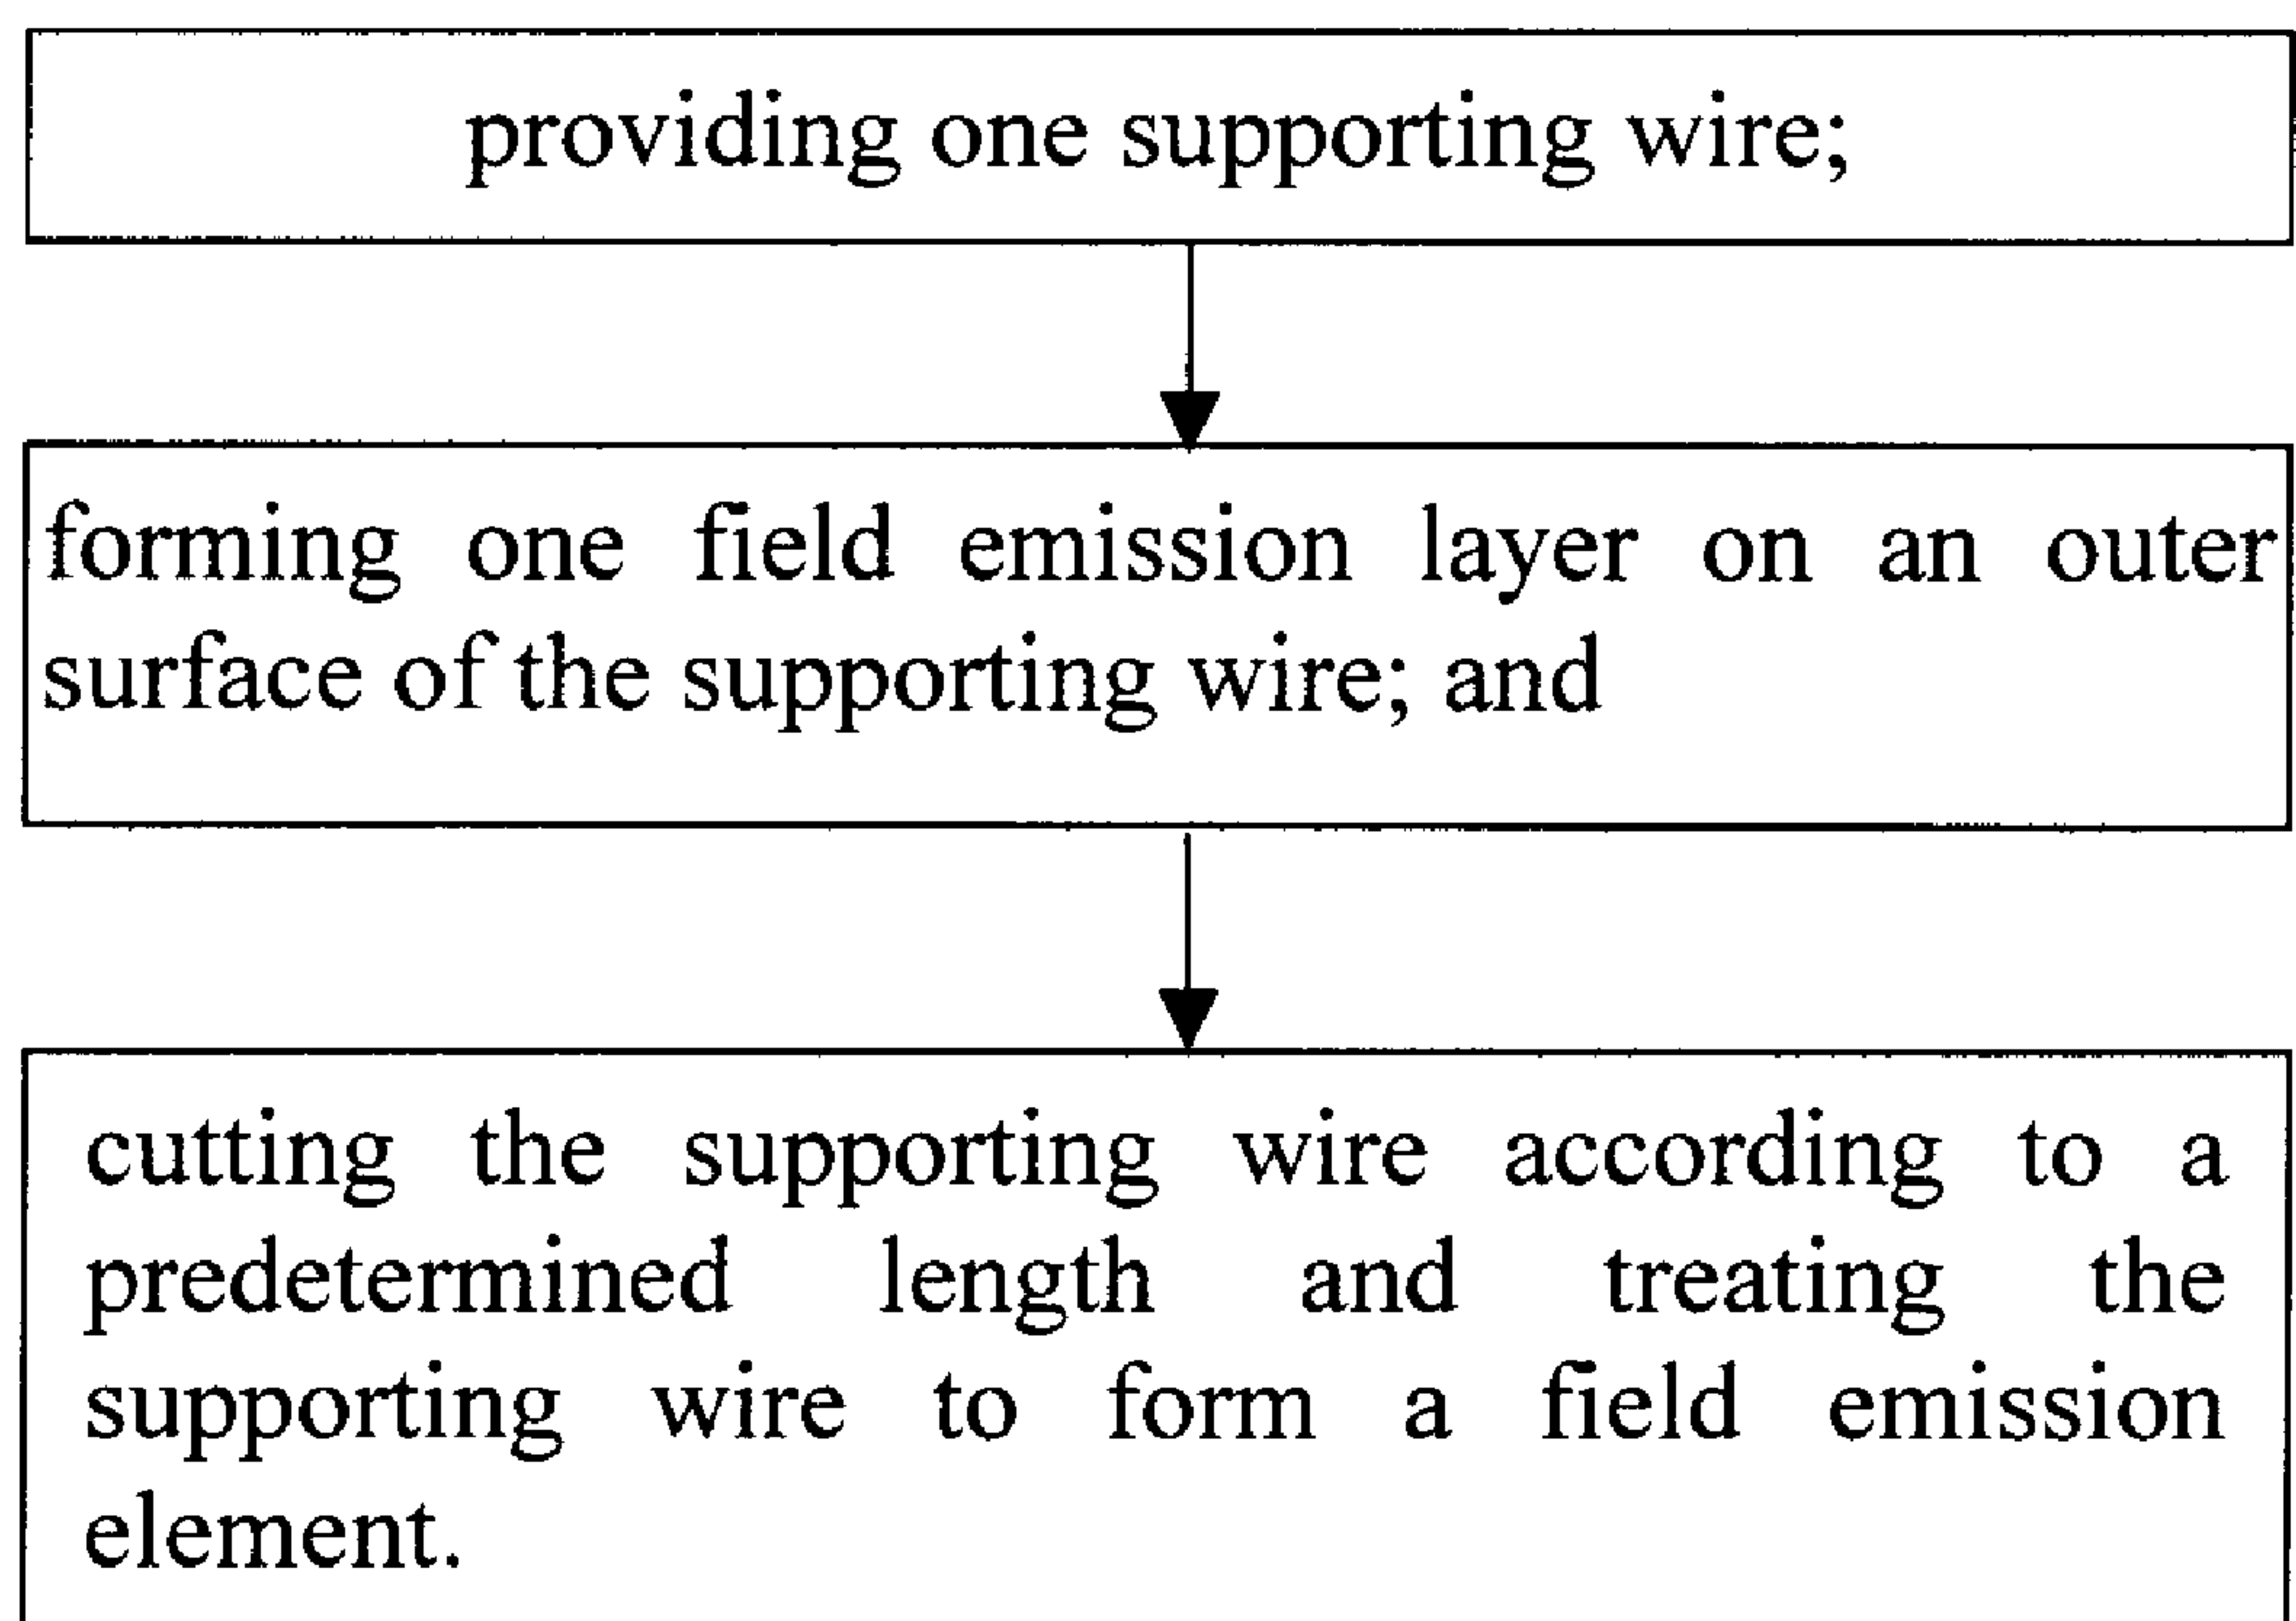 providing one supporting wire;
forming one field emission layer on an outer
surface of the supporting wire; and
cutting the supporting wire according to a
predetermined length and treating the
supporting wire to form a field emission
element.